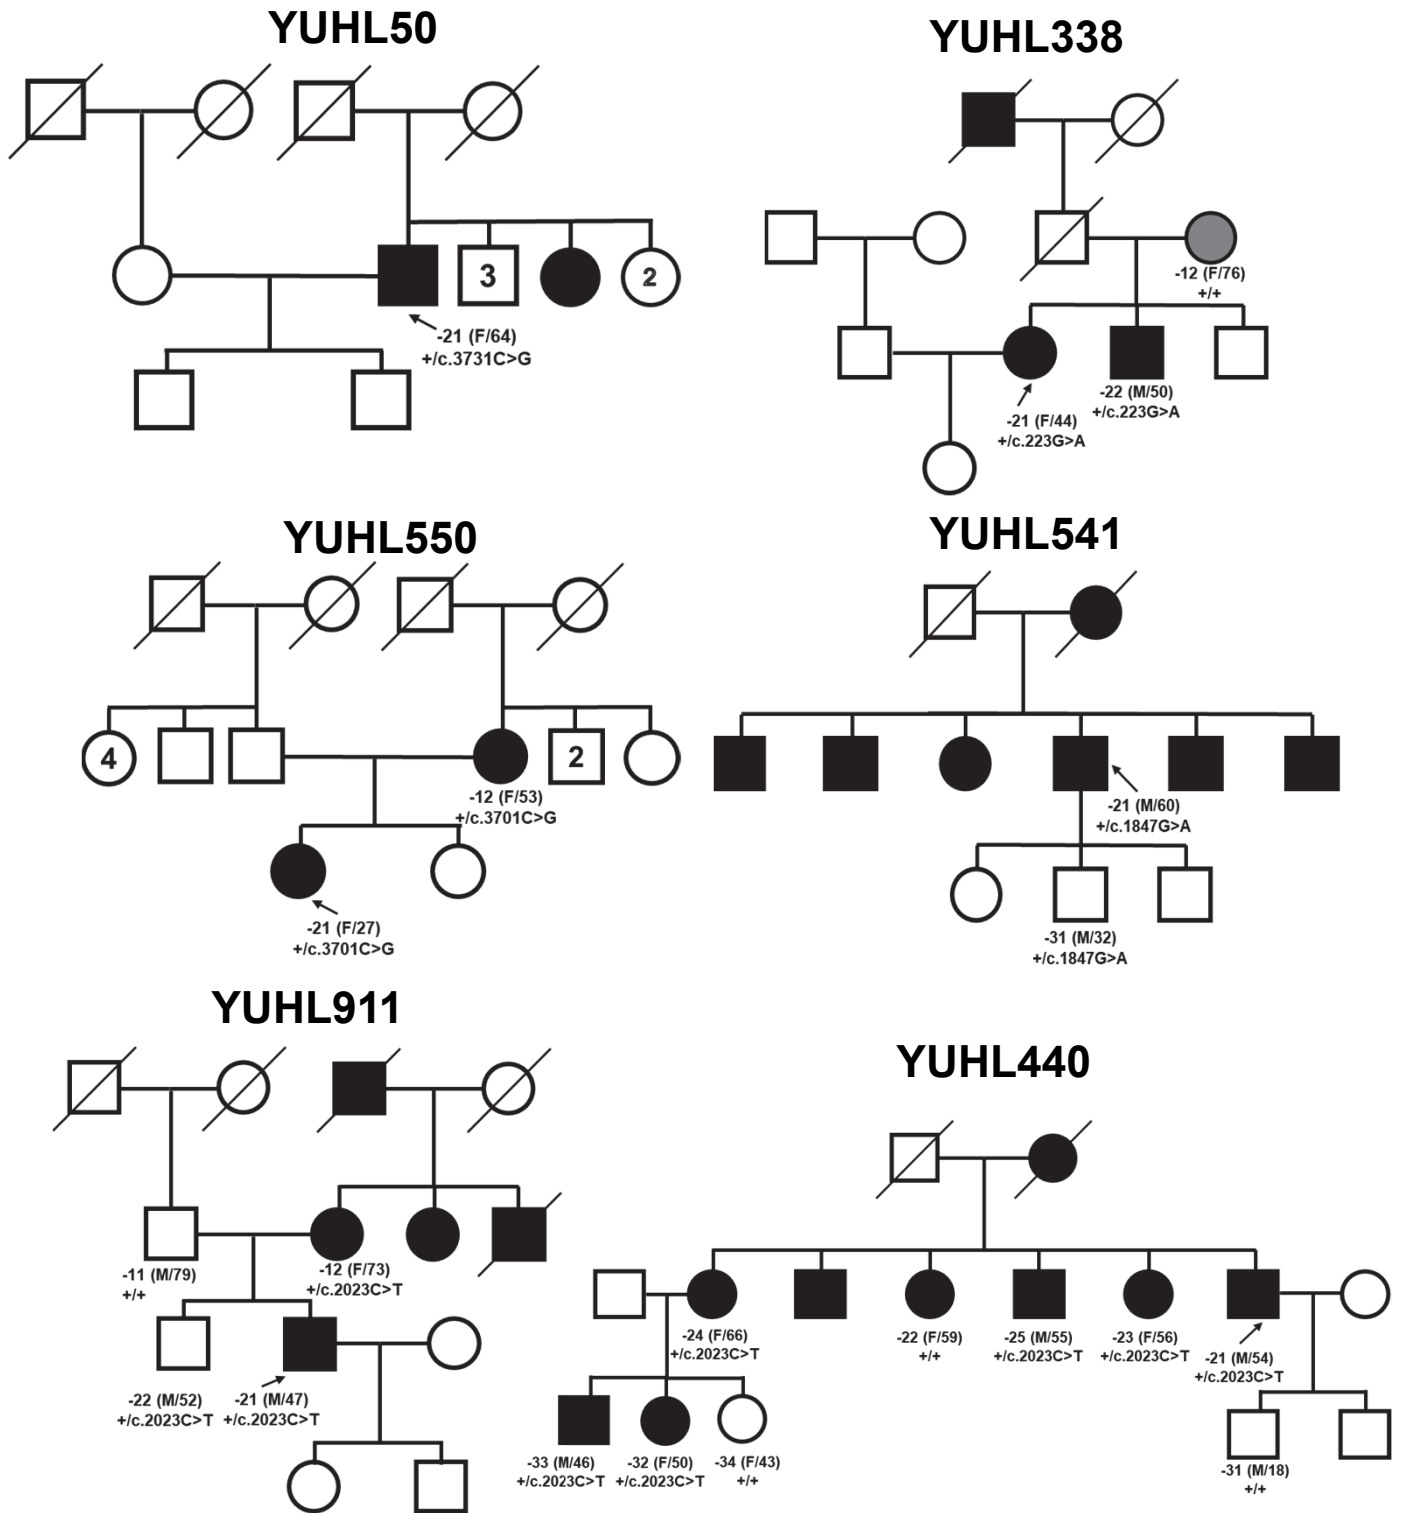 YUHL50
3
2
-21 (F/64)
+/c.3731C>G
YUHL338
-12 (F/76)
+/+
-22 (M/50)
+/c.223G>A
-21 (F/44)
+/c.223G>A
YUHL550
4
2
-12 (F/53)
+/c.3701C>G
-21 (F/27)
+/c.3701C>G
YUHL541
-21 (M/60)
+/c.1847G>A
-31 (M/32)
+/c.1847G>A
YUHL911
-11 (M/79)
+/+
-12 (F/73)
+/c.2023C>T
-22 (M/52)
+/c.2023C>T
-21 (M/47)
+/c.2023C>T
YUHL440
-24 (F/66)
+/c.2023C>T
-22 (F/59)
+/+
-25 (M/55)
+/c.2023C>T
-23 (F/56)
+/c.2023C>T
-21 (M/54)
+/c.2023C>T
-33 (M/46)
+/c.2023C>T
-32 (F/50)
+/c.2023C>T
-34 (F/43)
+/+
-31 (M/18)
+/+